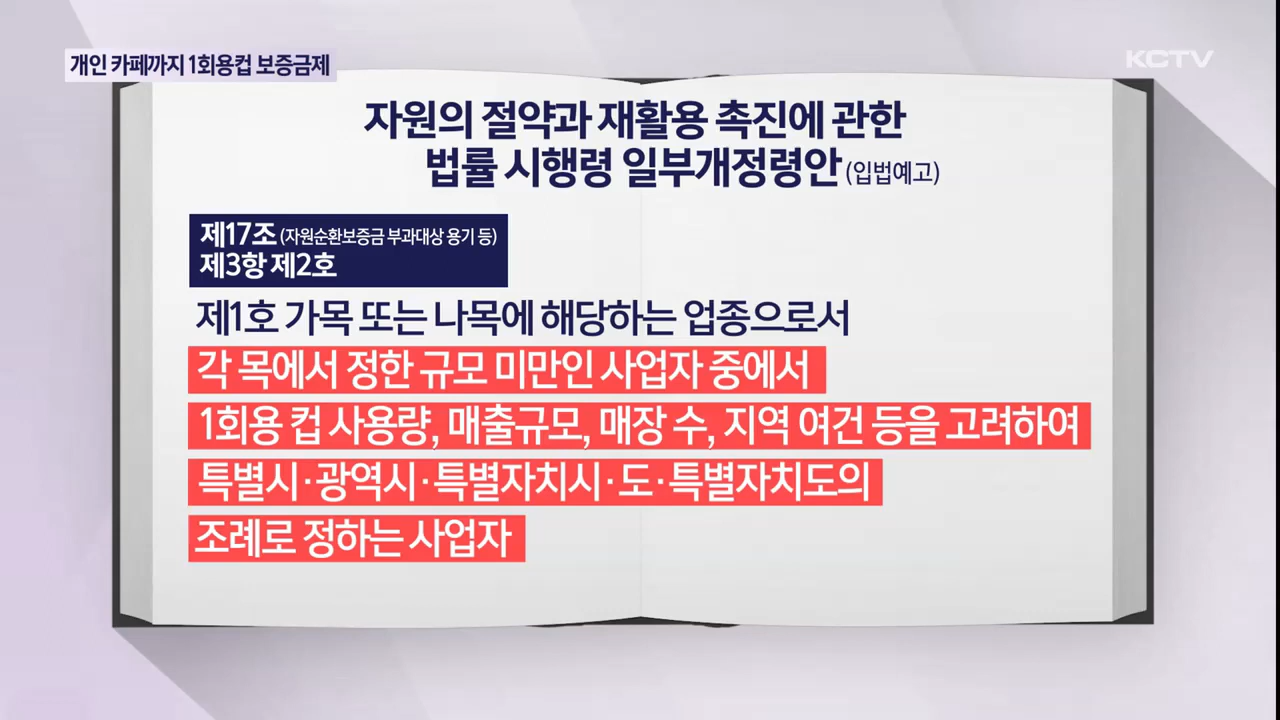 개인 카페까지 1회용컵 보증금제
KCTV
자원의 절약과 재활용 촉진에 관한
법률 시행령 일부개정령안 (입법예고)
제17조 (자원순환보증금 부과대상 용기 등)
제3항 제2호
제1호 가목 또는 나목에 해당하는 업종으로서
각 목에서 정한 규모 미만인 사업자 중에서
1회용 컵 사용량, 매출규모, 매장 수, 지역 여건 등을 고려하여
특별시·광역시·특별자치시·도·특별자치도의
조례로 정하는 사업자